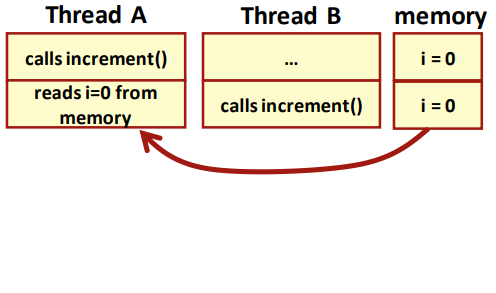 Thread A Thread B memory
calls increment() ... i = 0
reads i=0 from
memory
calls increment() i = 0